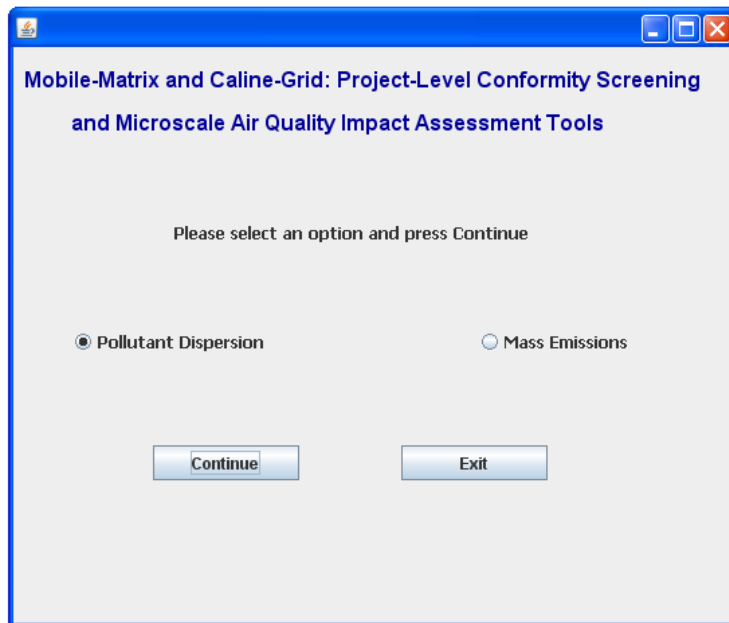 Mobile-Matrix and Caline-Grid: Project-Level Conformity Screening
and Microscale Air Quality Impact Assessment Tools
Please select an option and press Continue
Pollutant Dispersion
Mass Emissions
Continue
Exit